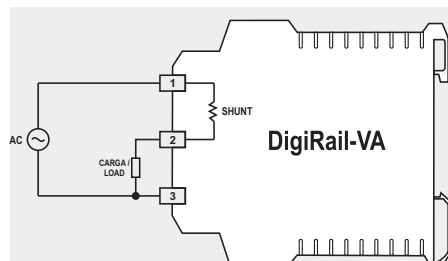 1
SHUNT
AC
2
DigiRail-VA
CARGA /
LOAD
3